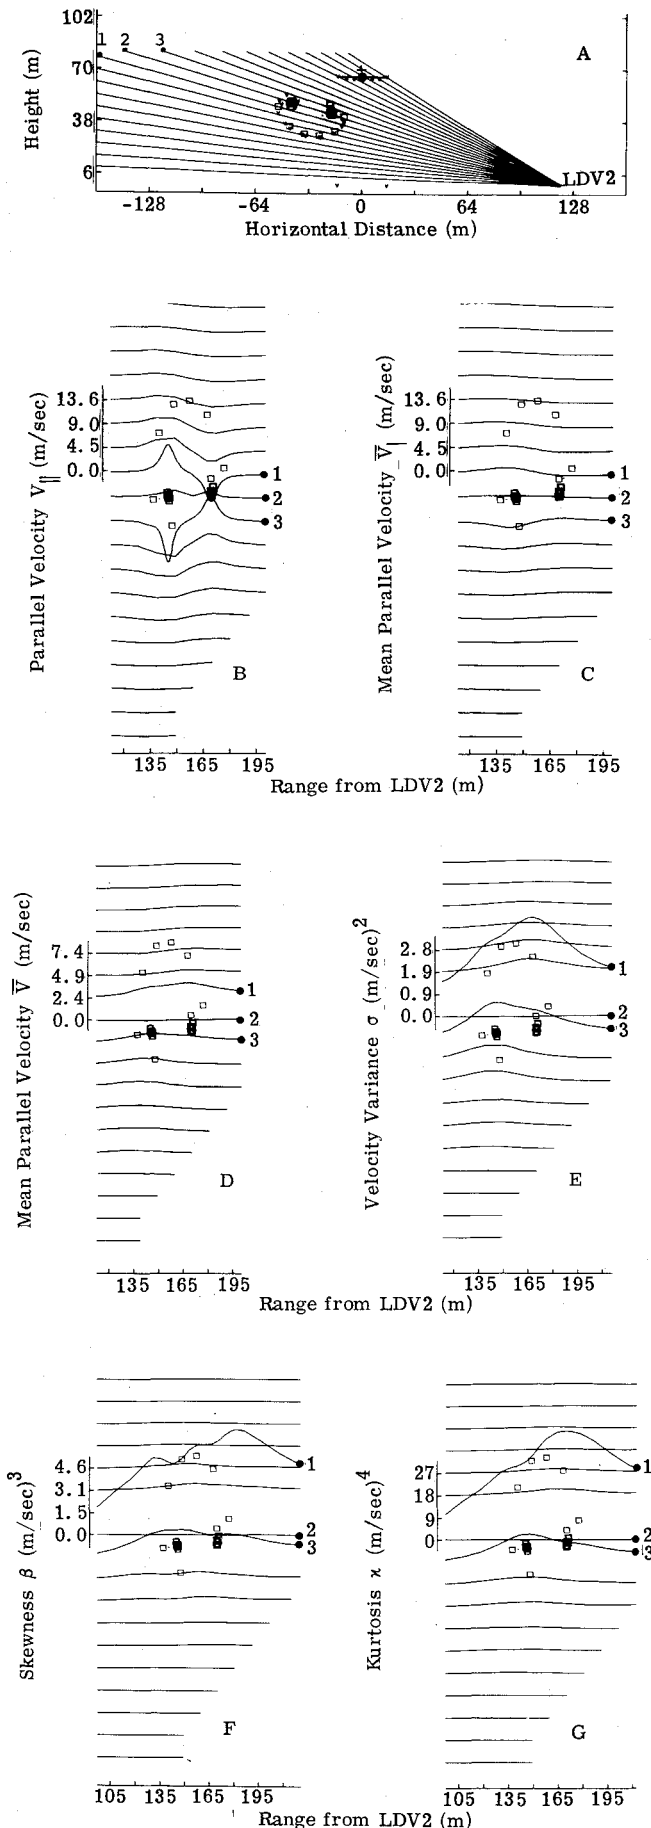 102
1 2 3
A
70
38
6
Height (m)
LDV2
-128 -64 0 64 128
Horizontal Distance (m)
13.6
9.0
4.5
0.0
Parallel Velocity V|| (m/sec)
1
2
3
B
135 165 195
13.6
9.0
4.5
0.0
Mean Parallel Velocity V̅| (m/sec)
1
2
3
C
135 165 195
Range from LDV2 (m)
7.4
4.9
2.4
0.0
Mean Parallel Velocity V̅ (m/sec)
1
2
3
D
135 165 195
2.8
1.9
0.9
0.0
Velocity Variance σ (m/sec)²
1
2
3
E
135 165 195
Range from LDV2 (m)
4.6
3.1
1.5
0.0
Skewness β (m/sec)³
1
2
3
F
105 135 165 195
27
18
9
0
Kurtosis κ (m/sec)⁴
1
2
3
G
105 135 165 195
Range from LDV2 (m)